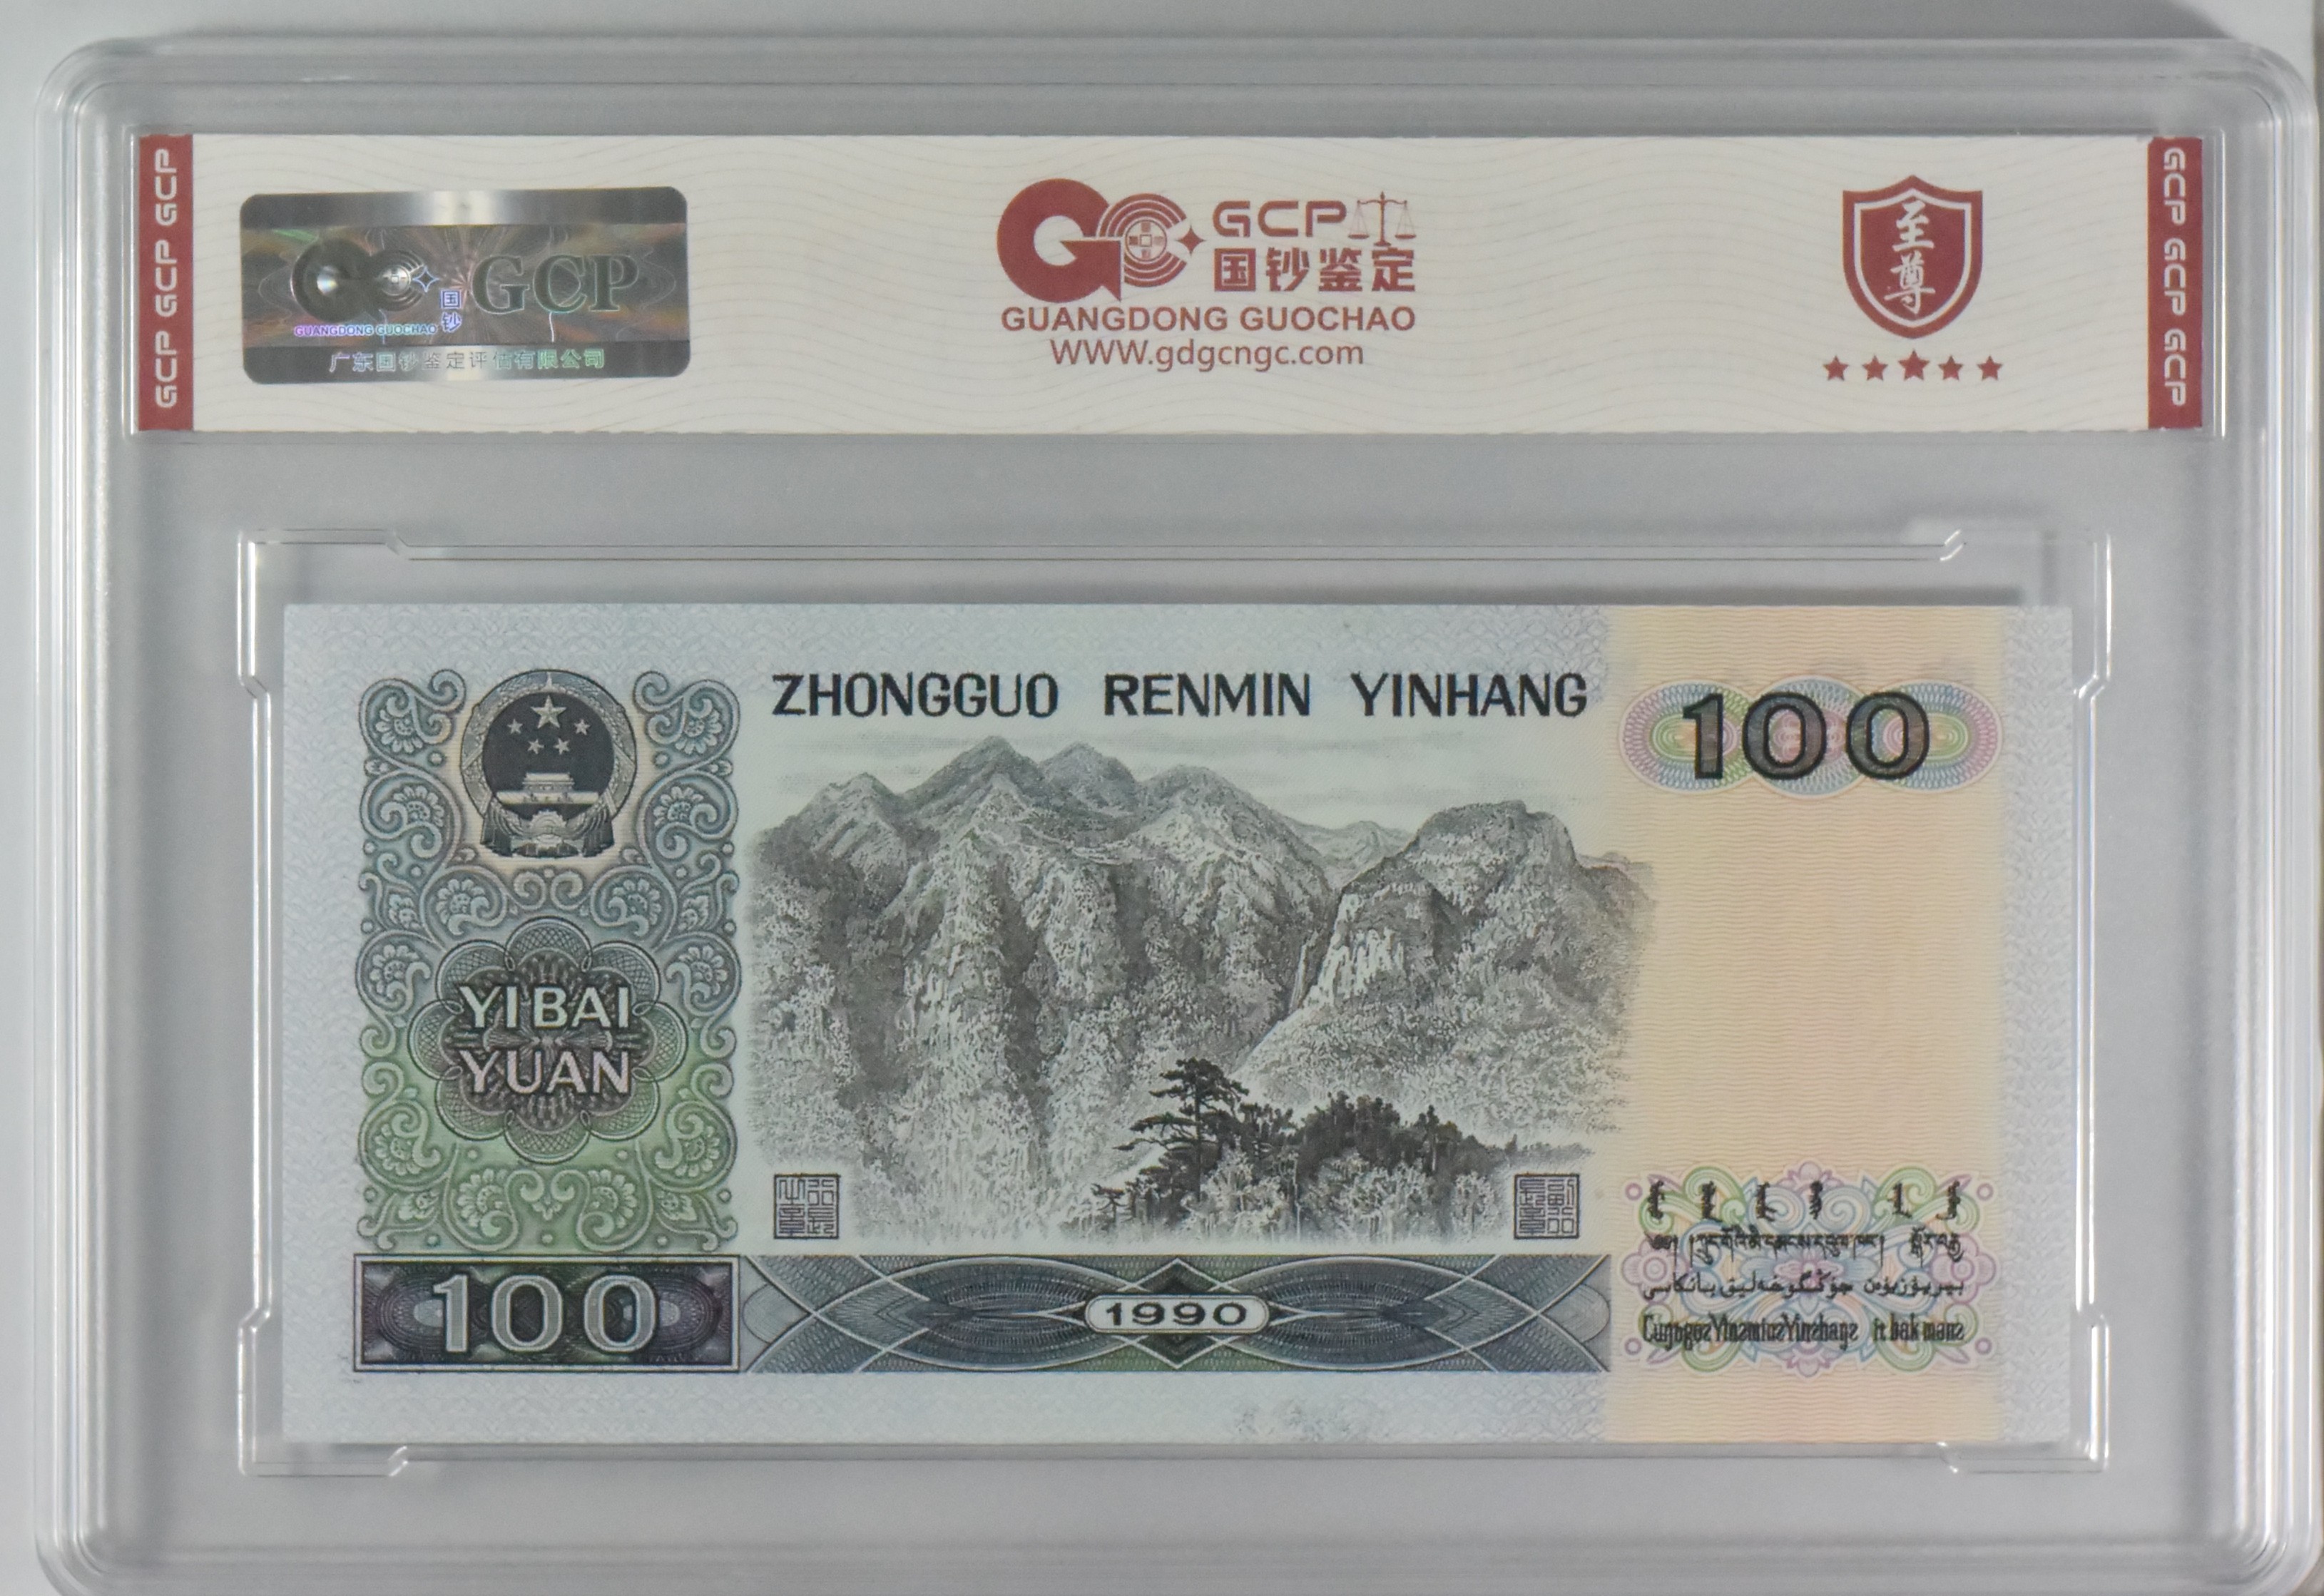 GCP GCP GCP
GCP
国钞
GUANGDONG GUOCHAO
广东国钞鉴定评估有限公司
GCP
国钞鉴定
GUANGDONG GUOCHAO
WWW.gdgcngc.com
至尊
GCP GCP GCP
ZHONGGUO RENMIN YINHANG
100
YI BAI
YUAN
100
1990